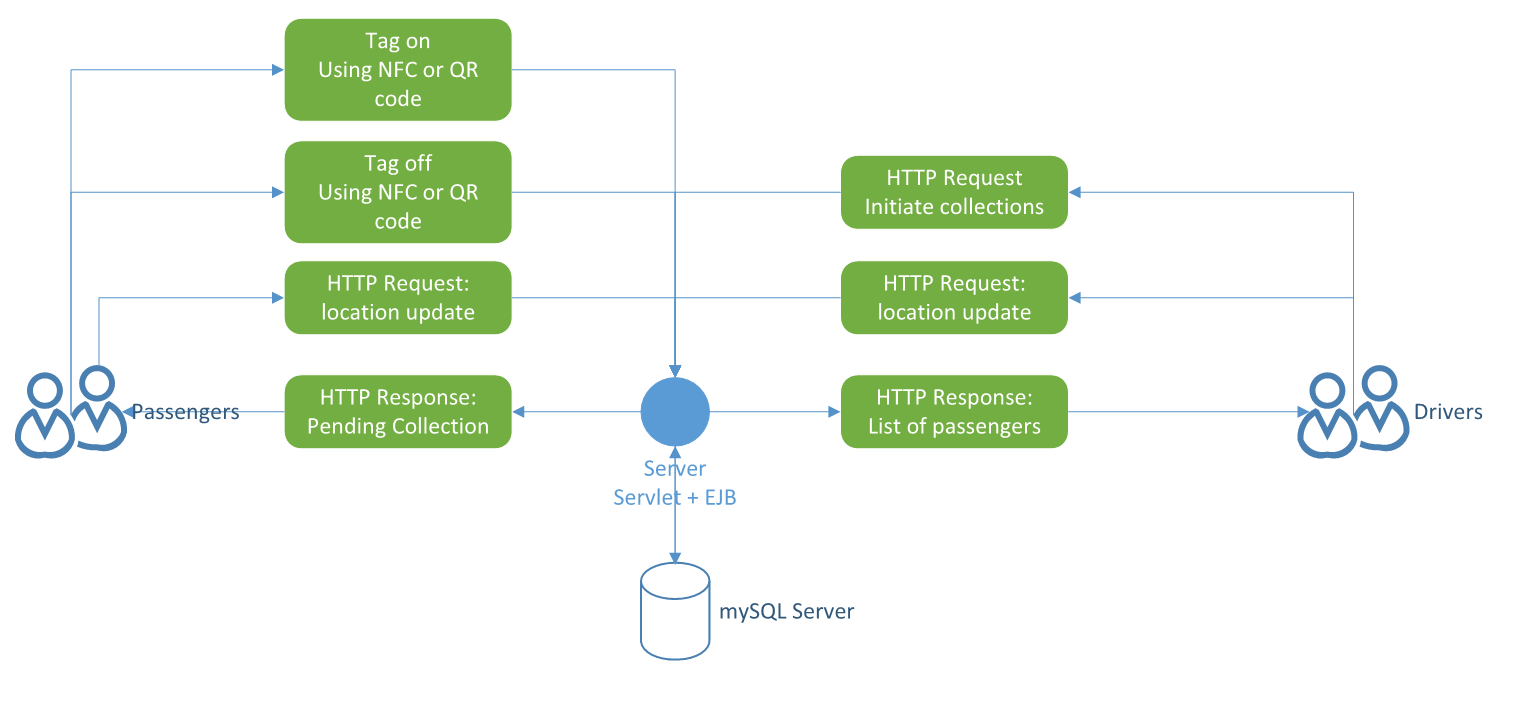 Tag on
Using NFC or QR
code
Tag off
Using NFC or QR
code
HTTP Request
Initiate collections
HTTP Request:
location update
HTTP Request:
location update
Passengers
HTTP Response:
Pending Collection
HTTP Response:
List of passengers
Drivers
Server
Servlet + EJB
mySQL Server